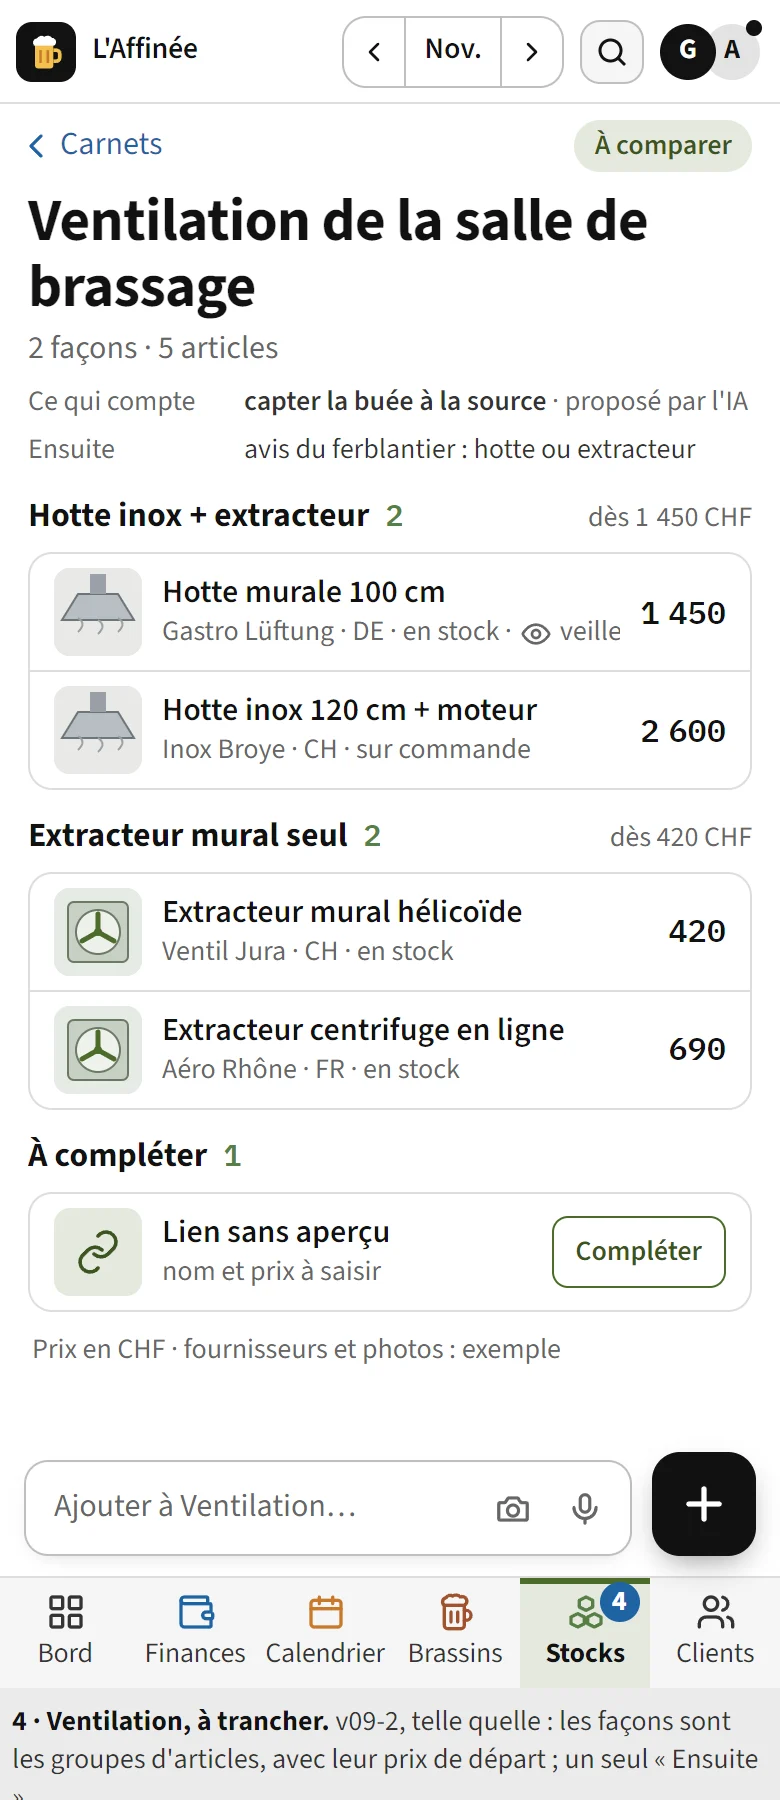 L'Affinée
Nov.
G A
Carnets
À comparer
Ventilation de la salle de
brassage
2 façons · 5 articles
Ce qui compte capter la buée à la source · proposé par l'IA
Ensuite avis du ferblantier : hotte ou extracteur
Hotte inox + extracteur 2 dès 1 450 CHF
Hotte murale 100 cm
Gastro Lüftung · DE · en stock · veille
1 450
Hotte inox 120 cm + moteur
Inox Broye · CH · sur commande
2 600
Extracteur mural seul 2 dès 420 CHF
Extracteur mural hélicoïde
Ventil Jura · CH · en stock
420
Extracteur centrifuge en ligne
Aéro Rhône · FR · en stock
690
À compléter 1
Lien sans aperçu
nom et prix à saisir
Compléter
Prix en CHF · fournisseurs et photos : exemple
Ajouter à Ventilation…
4
Bord Finances Calendrier Brassins Stocks Clients
4 · Ventilation, à trancher. v09-2, telle quelle : les façons sont
les groupes d'articles, avec leur prix de départ ; un seul « Ensuite
»